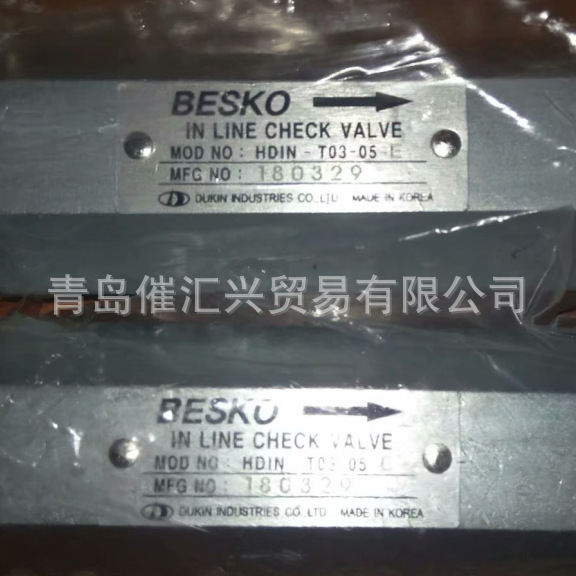 BESKO
IN LINE CHECK VALVE
MOD NO : HDIN - T03-05
MFG NO : 180329
DUKIN INDUSTRIES CO.,LTD MADE IN KOREA
青岛催汇兴贸易有限公司
BESKO
IN LINE CHECK VALVE
MOD NO : HDIN T03-05
MFG NO : 180329
DUKIN INDUSTRIES CO.,LTD MADE IN KOREA